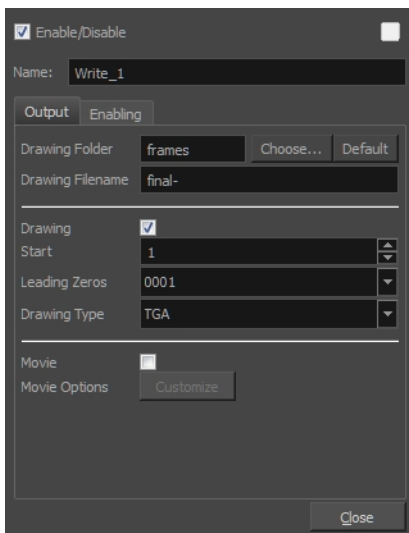 Enable/Disable
Name: Write_1
Output Enabling
Drawing Folder frames Choose... Default
Drawing Filename final-
Drawing
Start 1
Leading Zeros 0001
Drawing Type TGA
Movie
Movie Options Customize
Close